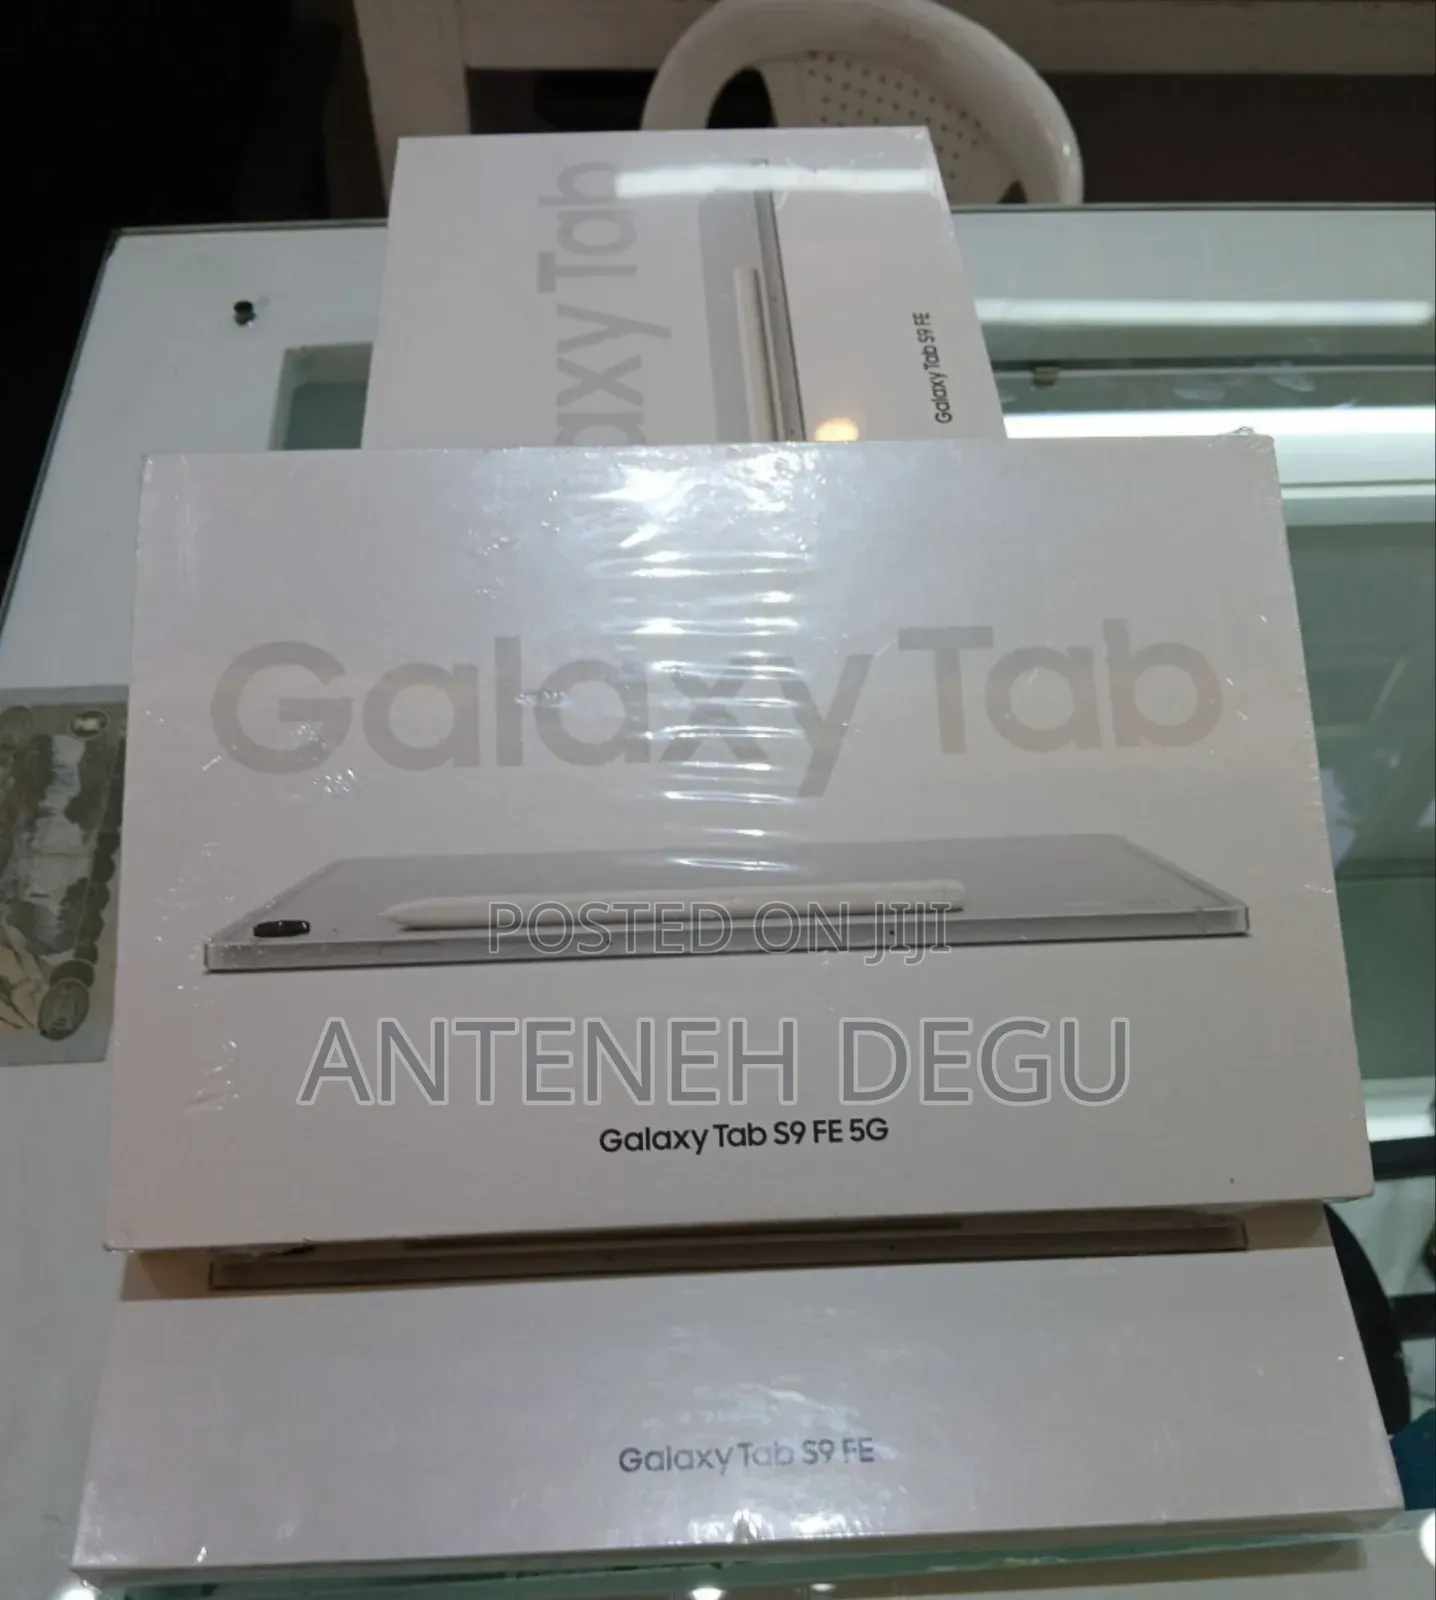 Galaxy Tab
Galaxy Tab S9 FE
Galaxy Tab
POSTED ON JIJI
ANTENEH DEGU
Galaxy Tab S9 FE 5G
Galaxy Tab S9 FE